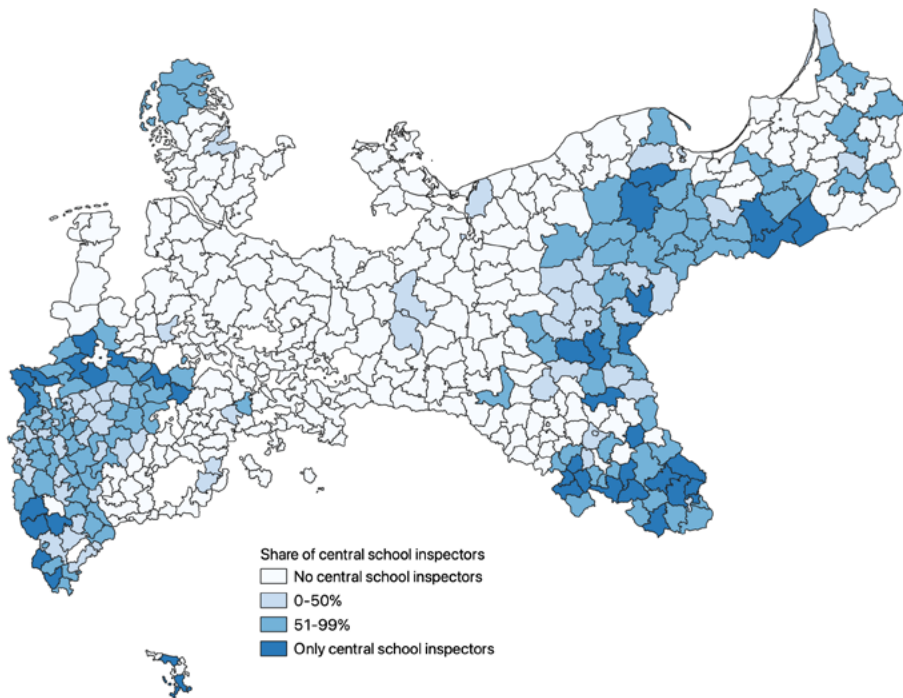 Share of central school inspectors
No central school inspectors
0-50%
51-99%
Only central school inspectors